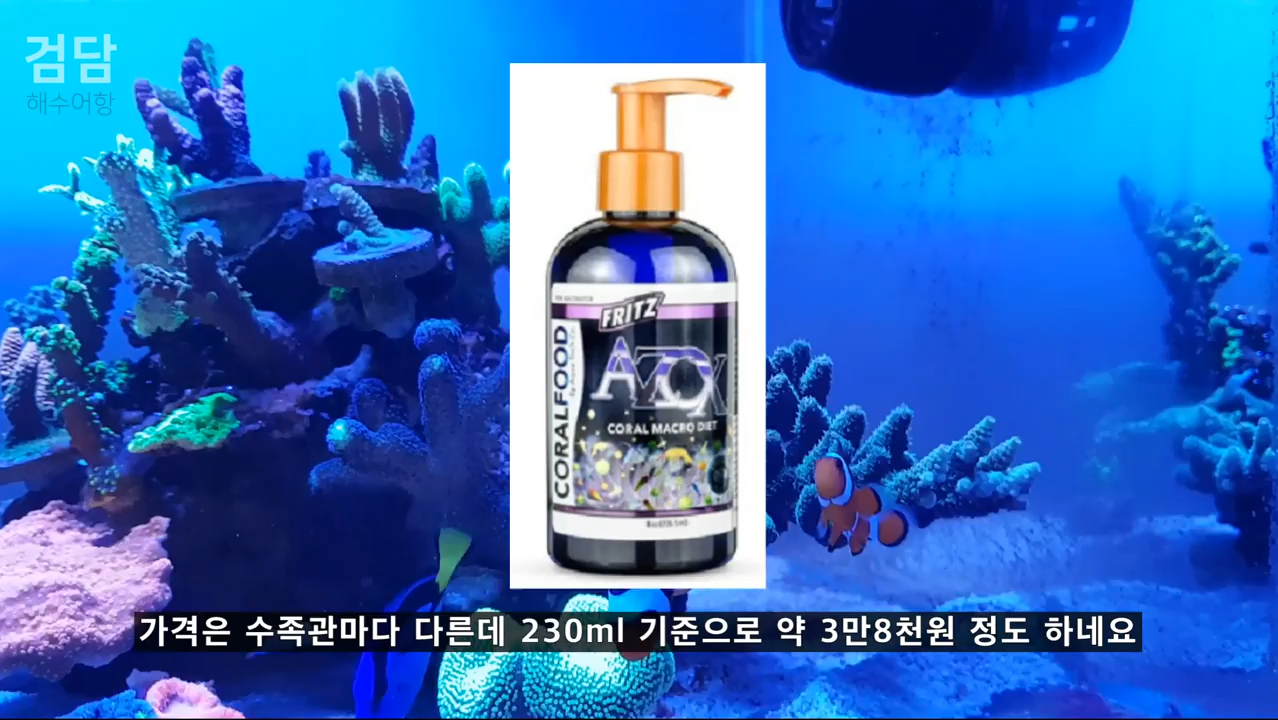 검담
해수어항
FRITZ
CORALFOOD
AZOX
CORAL MACRO DIET
가격은 수족관마다 다른데 230ml 기준으로 약 3만8천원 정도 하네요